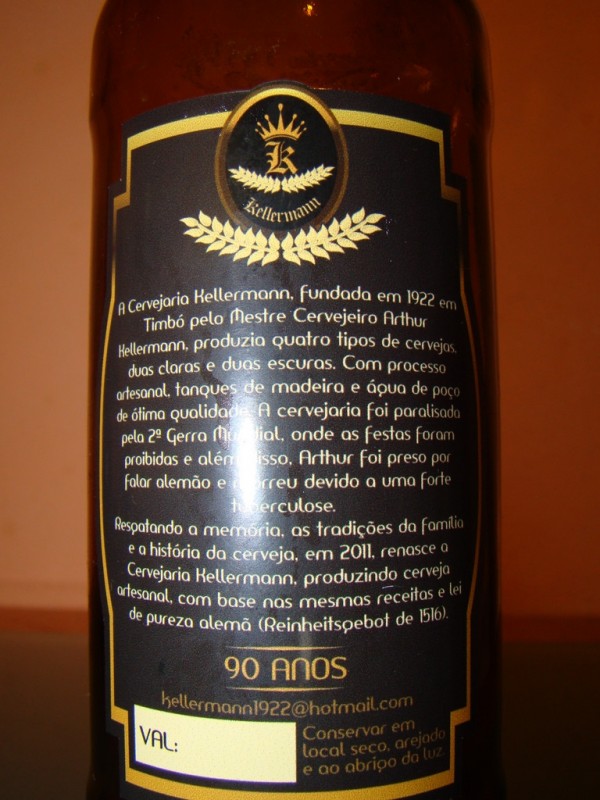 K
Kellermann
A Cervejaria Kellermann, fundada em 1922 em
Timbó pelo Mestre Cervejeiro Arthur
Kellermann, produzia quatro tipos de cervejas,
duas claras e duas escuras. Com processo
artesanal, tanques de madeira e água de poço
de ótima qualidade. A cervejaria foi paralisada
pela 2ª Gerra Mundial, onde as festas foram
proibidas e além disso, Arthur foi preso por
falar alemão e morreu devido a uma forte
tuberculose.
Resgatando a memória, as tradições da família
e a história da cerveja, em 2011, renasce a
Cervejaria Kellermann, produzindo cerveja
artesanal, com base nas mesmas receitas e lei
de pureza alemã (Reinheitsgebot de 1516).
90 ANOS
kellermann1922@hotmail.com
VAL:
Conservar em
local seco, arejado
e ao abrigo da luz.